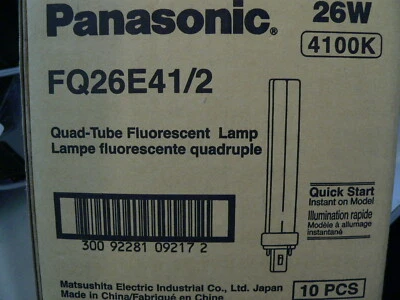 Panasonic®
26W
4100K
FQ26E41/2
Quad-Tube Fluorescent Lamp
Lampe fluorescente quadruple
Quick Start
Instant on Model
Illumination rapide
Modèle à allumage
instantané
300 92281 09217 2
Matsushita Electric Industrial Co., Ltd. Japan
Made in China/Fabriqué en Chine
10 PCS